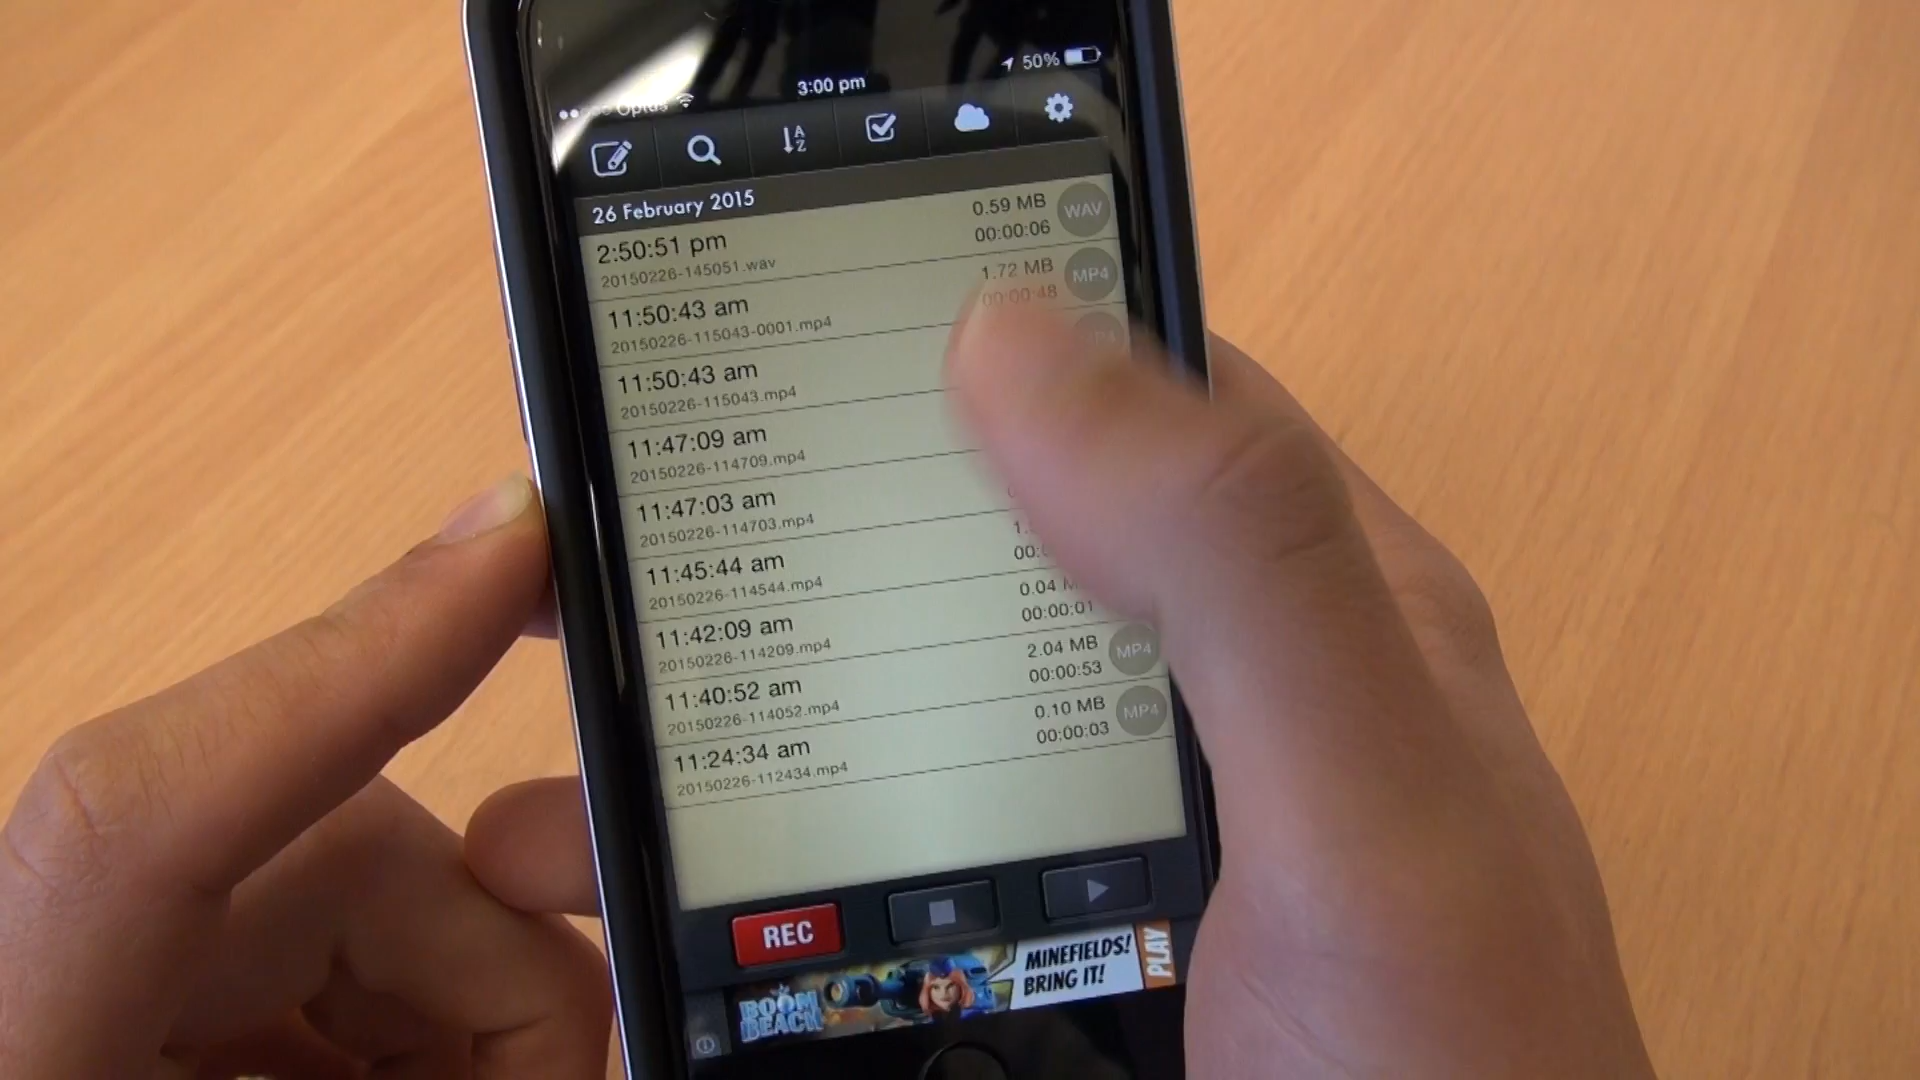 50%
3:00 pm
Optus
26 February 2015
2:50:51 pm
0.59 MB
WAV
20150226-145051.wav
00:00:06
11:50:43 am
1.72 MB
MP4
20150226-115043-0001.mp4
00:00:48
11:50:43 am
MP4
20150226-115043.mp4
11:47:09 am
20150226-114709.mp4
11:47:03 am
20150226-114703.mp4
11:45:44 am
20150226-114544.mp4
11:42:09 am
0.04
20150226-114209.mp4
00:00:01
11:40:52 am
2.04 MB
MP4
20150226-114052.mp4
00:00:53
11:24:34 am
0.10 MB
MP4
20150226-112434.mp4
00:00:03
REC
BOOM
BEACH
MINEFIELDS!
BRING IT!
PLAY